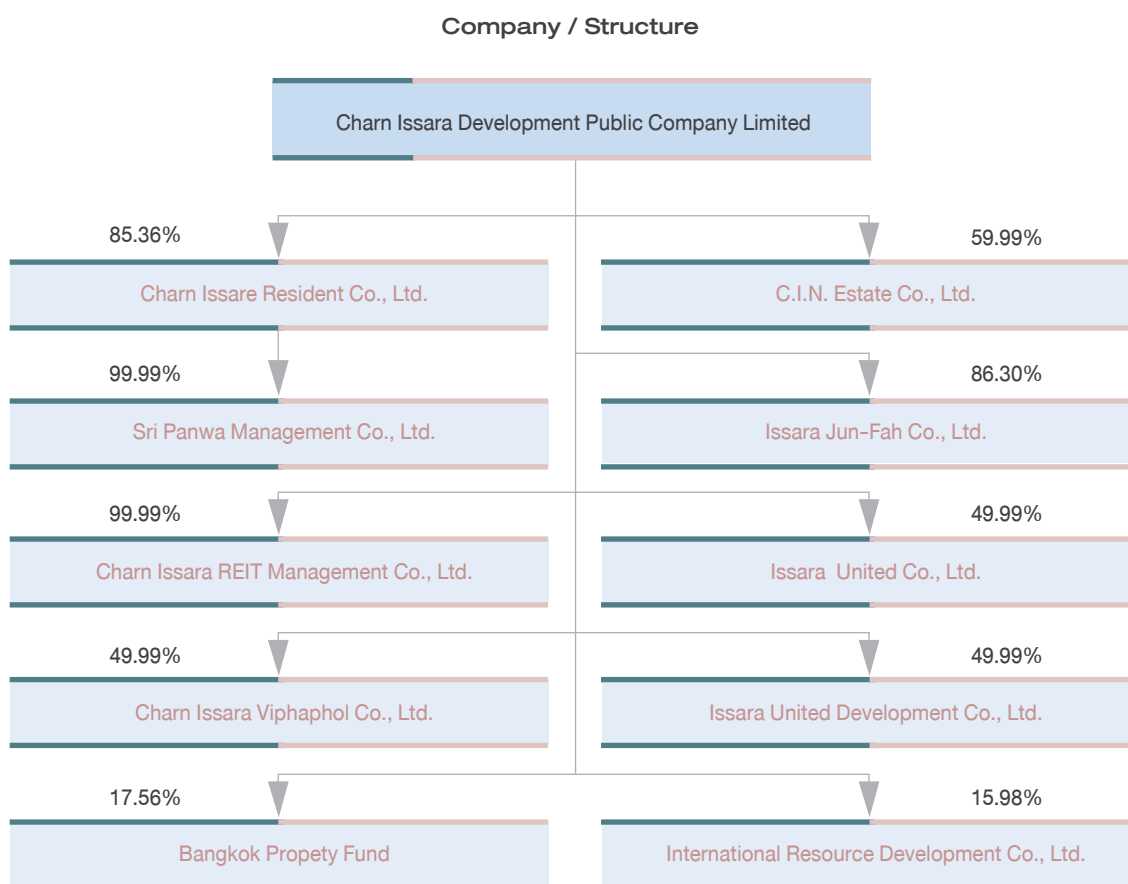 Company / Structure
Charn Issara Development Public Company Limited
85.36%
59.99%
Charn Issare Resident Co., Ltd.
C.I.N. Estate Co., Ltd.
99.99%
86.30%
Sri Panwa Management Co., Ltd.
Issara Jun-Fah Co., Ltd.
99.99%
49.99%
Charn Issara REIT Management Co., Ltd.
Issara United Co., Ltd.
49.99%
49.99%
Charn Issara Viphaphol Co., Ltd.
Issara United Development Co., Ltd.
17.56%
15.98%
Bangkok Propety Fund
International Resource Development Co., Ltd.